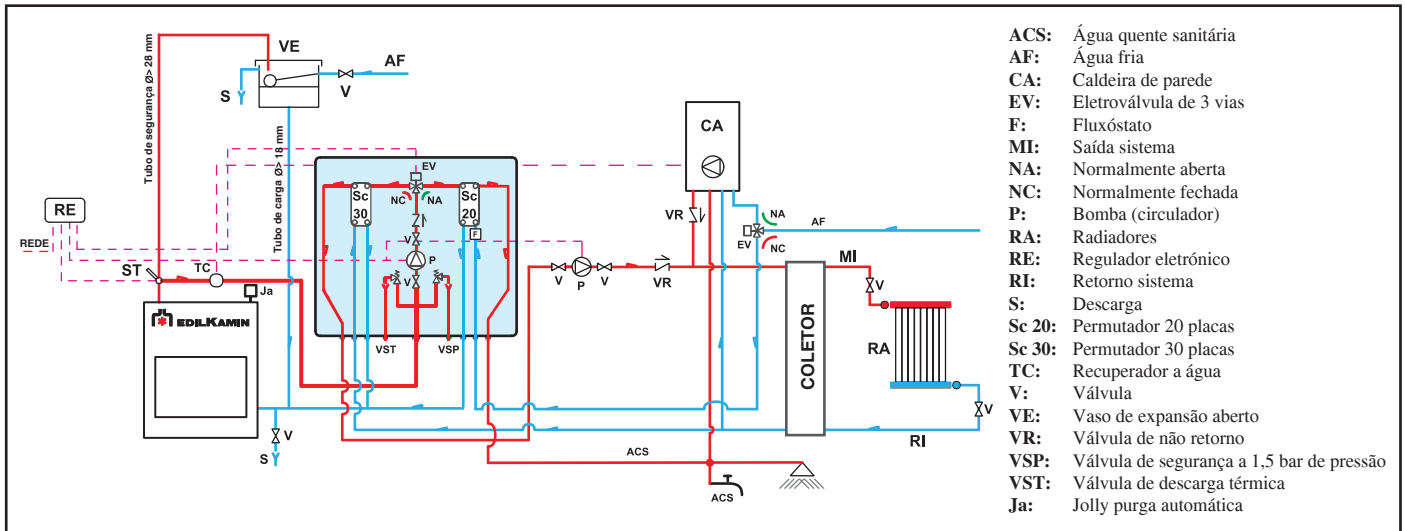 VE
AF
S
V
Tubo de segurança Ø> 28 mm
Tubo de carga Ø> 18 mm
RE
REDE
ST
TC
Ja
EDILKAMIN
V
S
EV
Sc
30
NC
NA
Sc
20
F
V
P
V
VST
VSP
CA
VR
NA
EV
NC
AF
V
P
V
VR
MI
V
COLETOR
RA
V
RI
ACS
ACS
ACS: Água quente sanitária
AF: Água fria
CA: Caldeira de parede
EV: Eletroválvula de 3 vias
F: Fluxóstato
MI: Saída sistema
NA: Normalmente aberta
NC: Normalmente fechada
P: Bomba (circulador)
RA: Radiadores
RE: Regulador eletrónico
RI: Retorno sistema
S: Descarga
Sc 20: Permutador 20 placas
Sc 30: Permutador 30 placas
TC: Recuperador a água
V: Válvula
VE: Vaso de expansão aberto
VR: Válvula de não retorno
VSP: Válvula de segurança a 1,5 bar de pressão
VST: Válvula de descarga térmica
Ja: Jolly purga automática